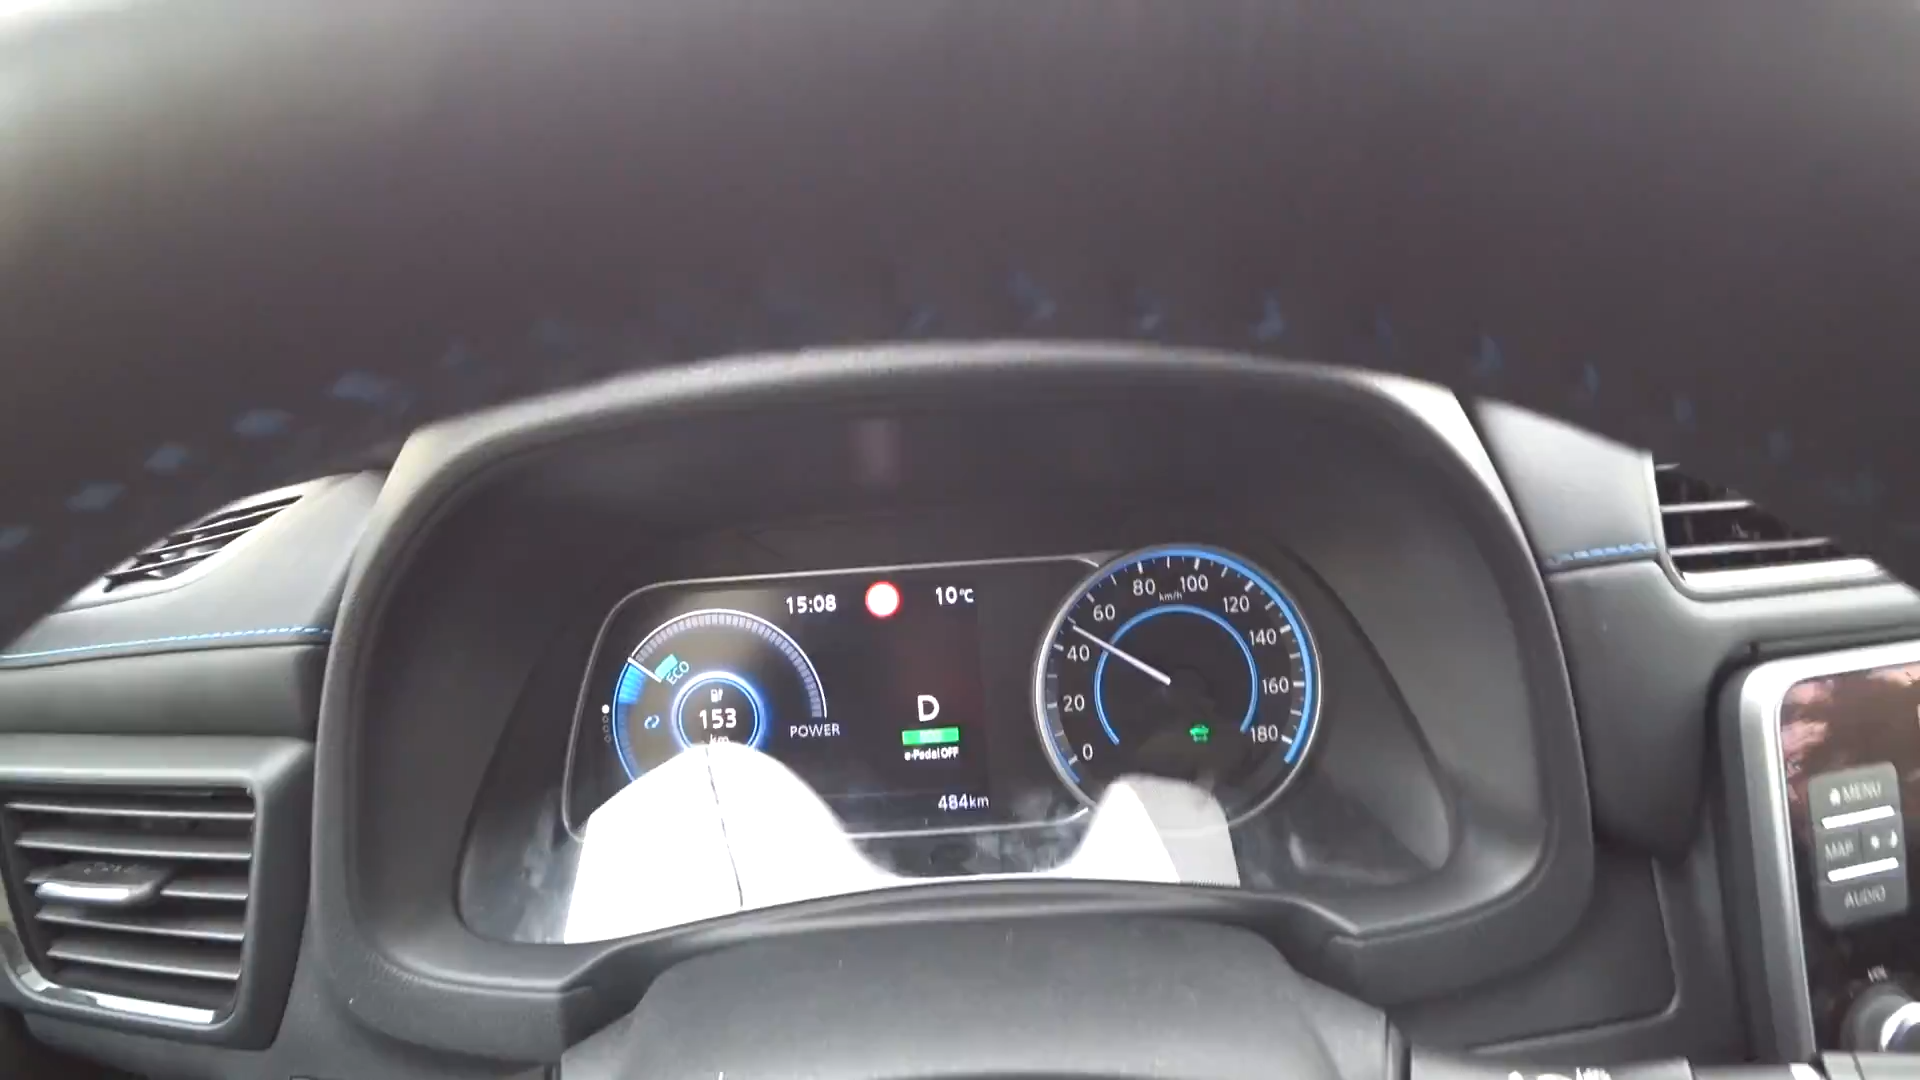 15:08
10°C
ECO
153
km
POWER
D
e-Pedal OFF
484km
0
20
40
60
80
100
120
140
160
180
km/h
MENU
MAP
AUDIO
VOL